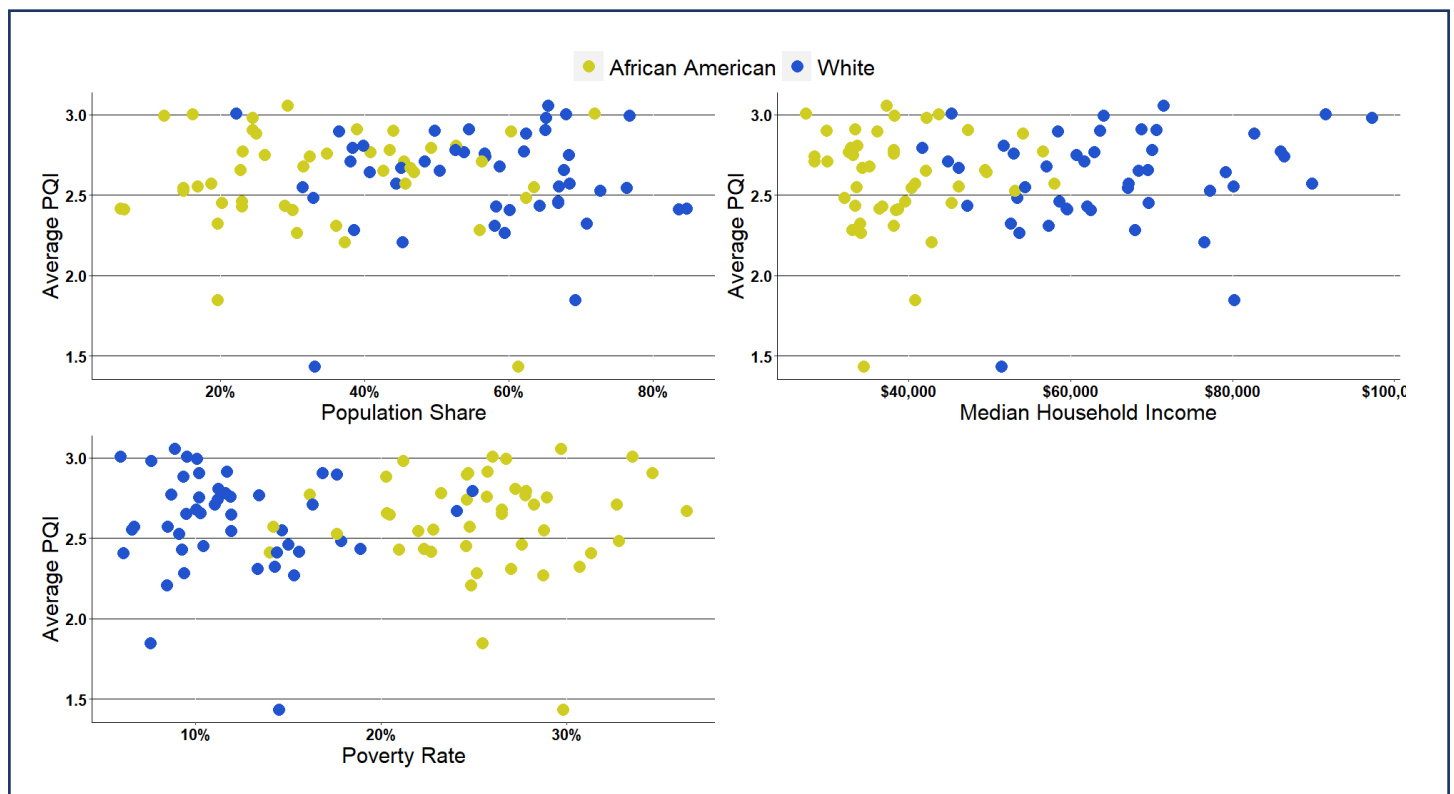 African American White
3.0
2.5
2.0
1.5
Average PQI
20% 40% 60% 80%
Population Share
3.0
2.5
2.0
1.5
Average PQI
$40,000 $60,000 $80,000 $100,0
Median Household Income
3.0
2.5
2.0
1.5
Average PQI
10% 20% 30%
Poverty Rate